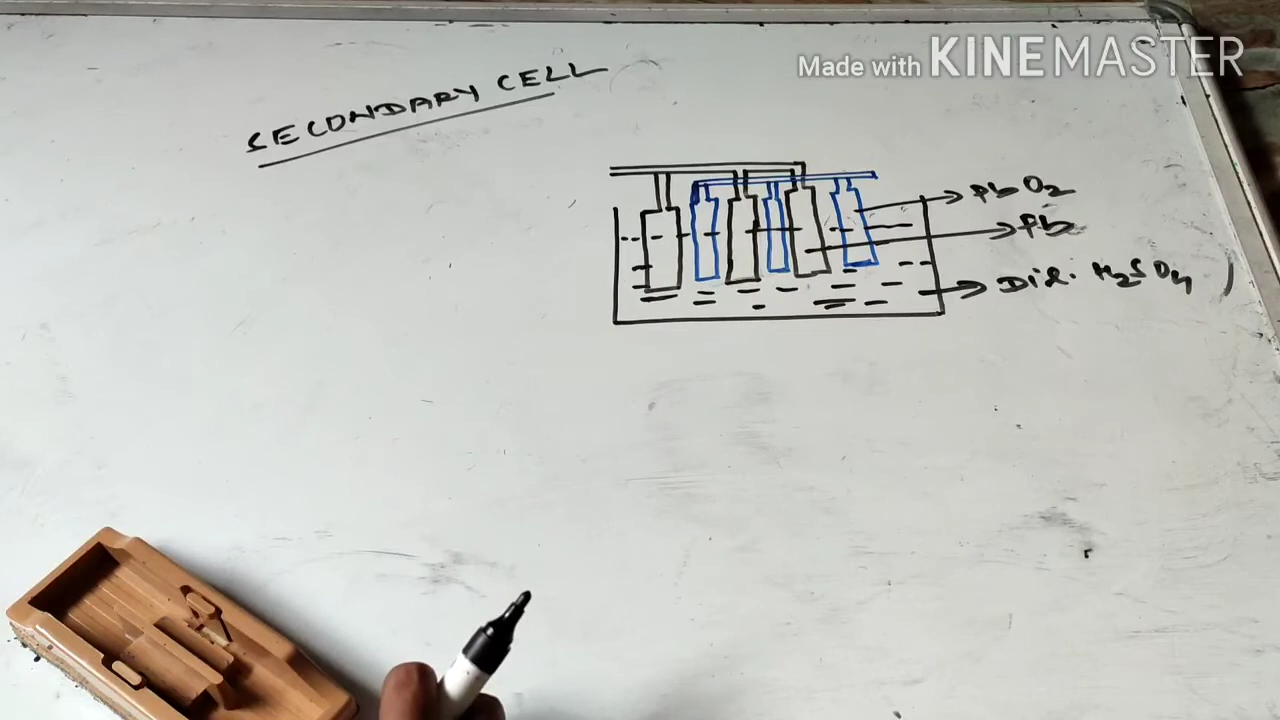 Made with KINEMASTER
SECONDARY CELL
PbO2
Pb
Dil. H2SO4